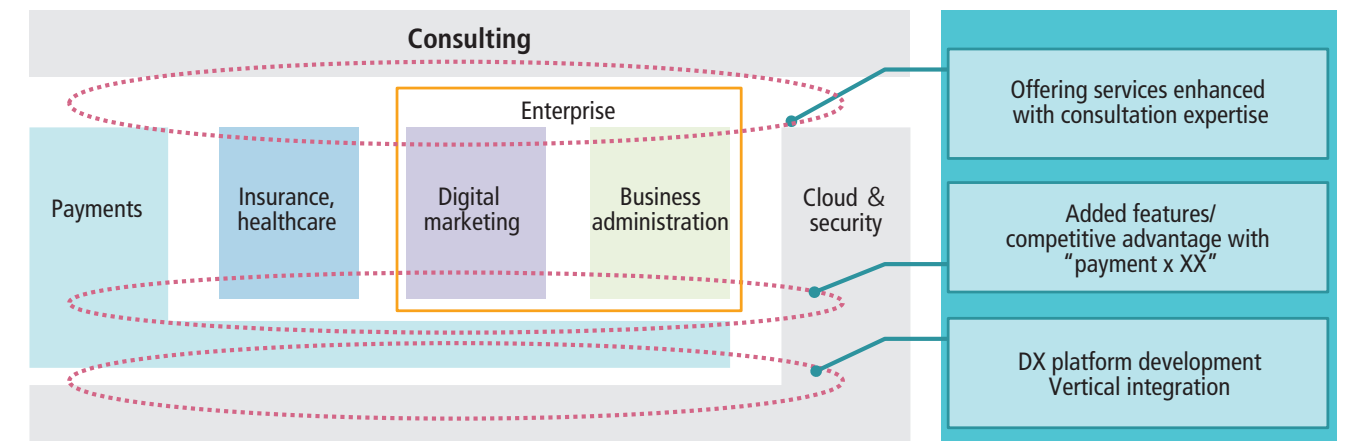 Consulting
Enterprise
Payments
Insurance,
healthcare
Digital
marketing
Business
administration
Cloud &
security
Offering services enhanced
with consultation expertise
Added features/
competitive advantage with
“payment x XX”
DX platform development
Vertical integration